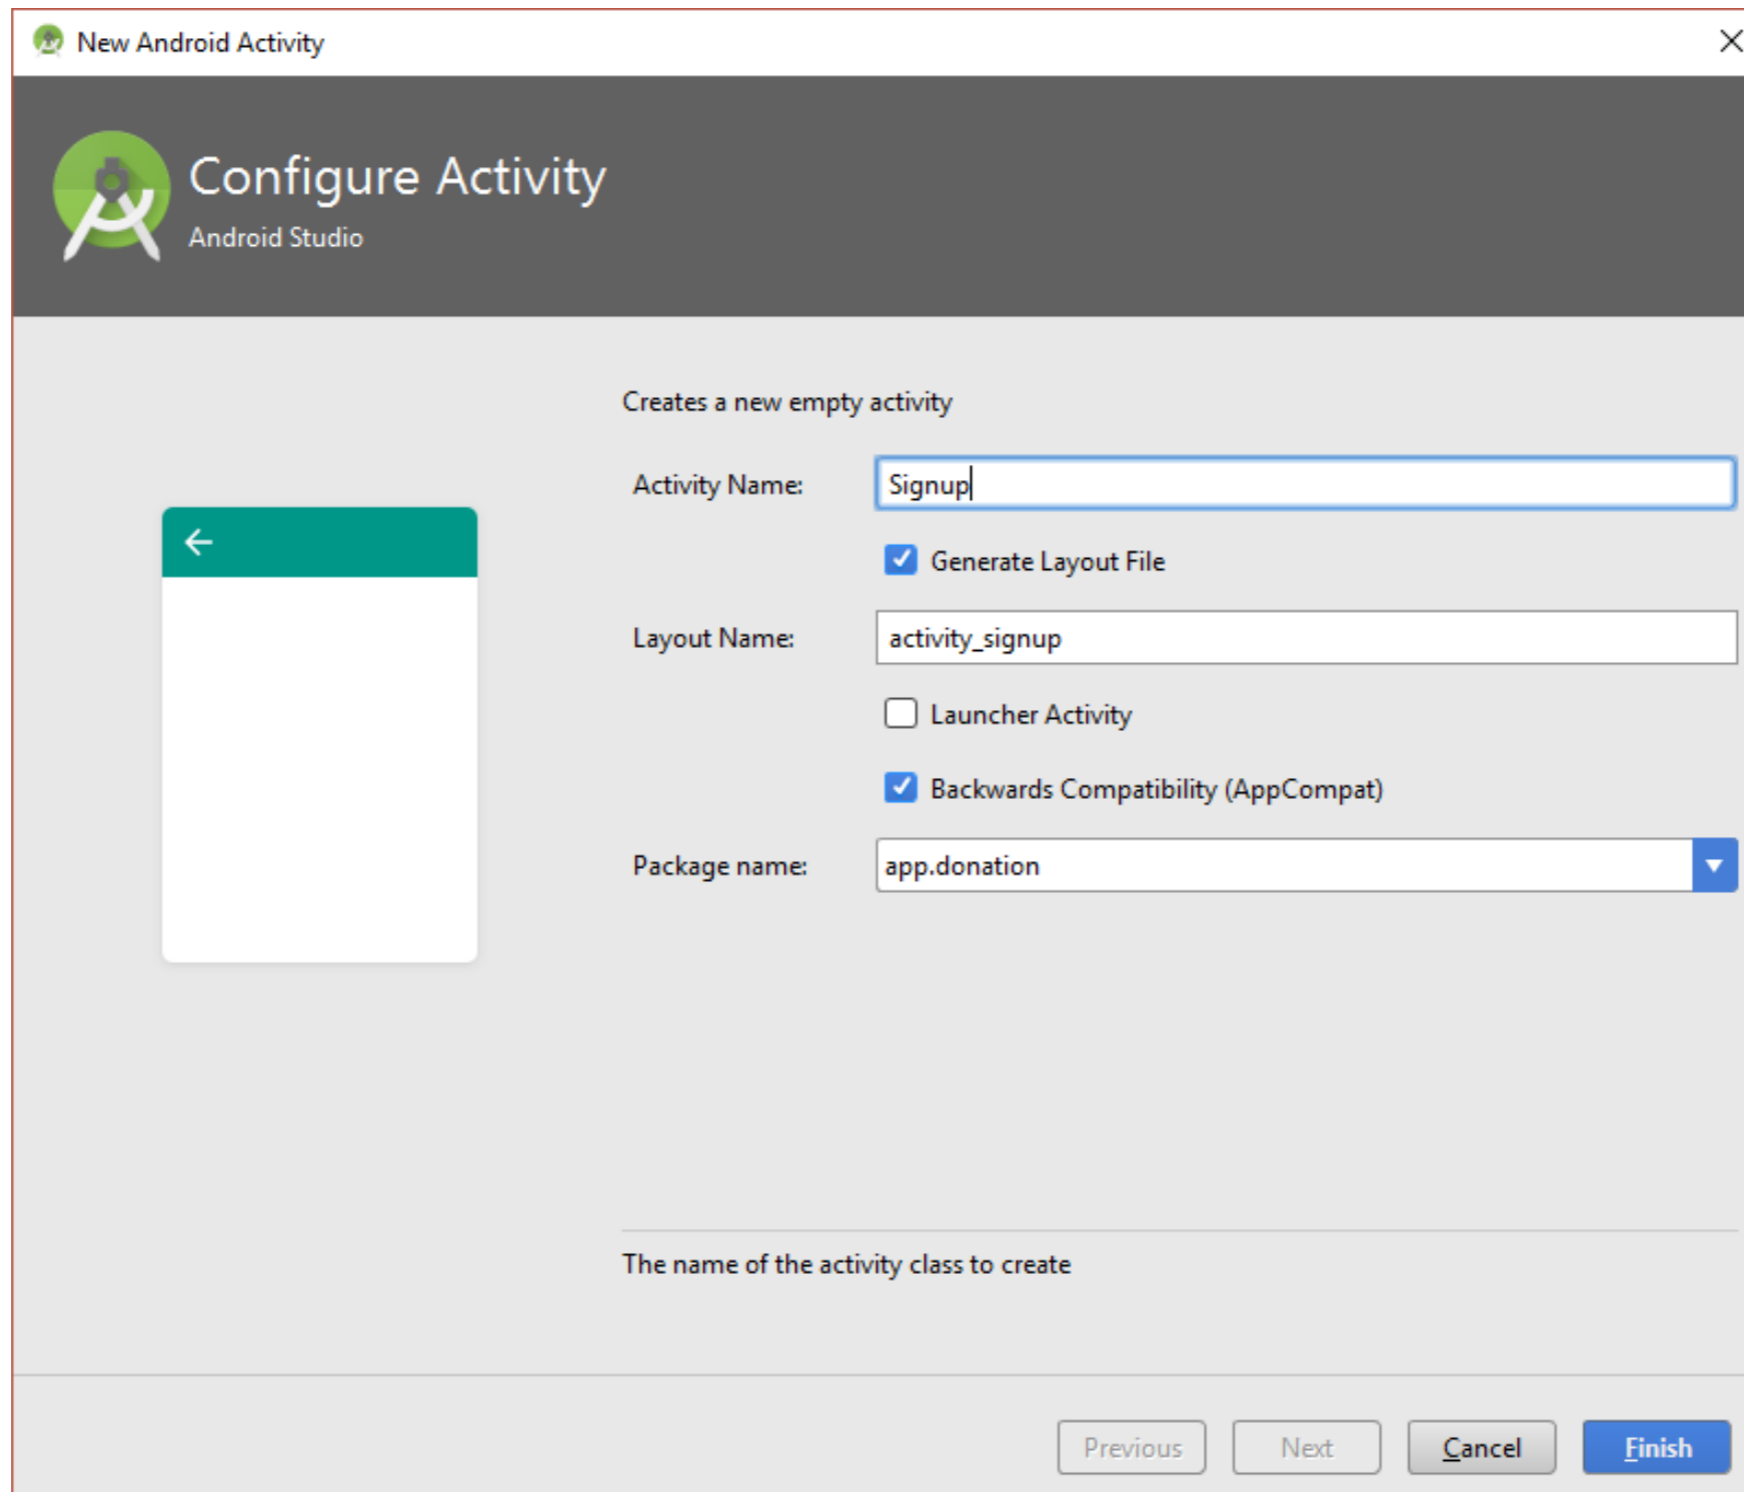 New Android Activity
Configure Activity
Android Studio
Creates a new empty activity
Activity Name: Signup
Generate Layout File
Layout Name: activity_signup
Launcher Activity
Backwards Compatibility (AppCompat)
Package name: app.donation
The name of the activity class to create
Previous Next Cancel Finish